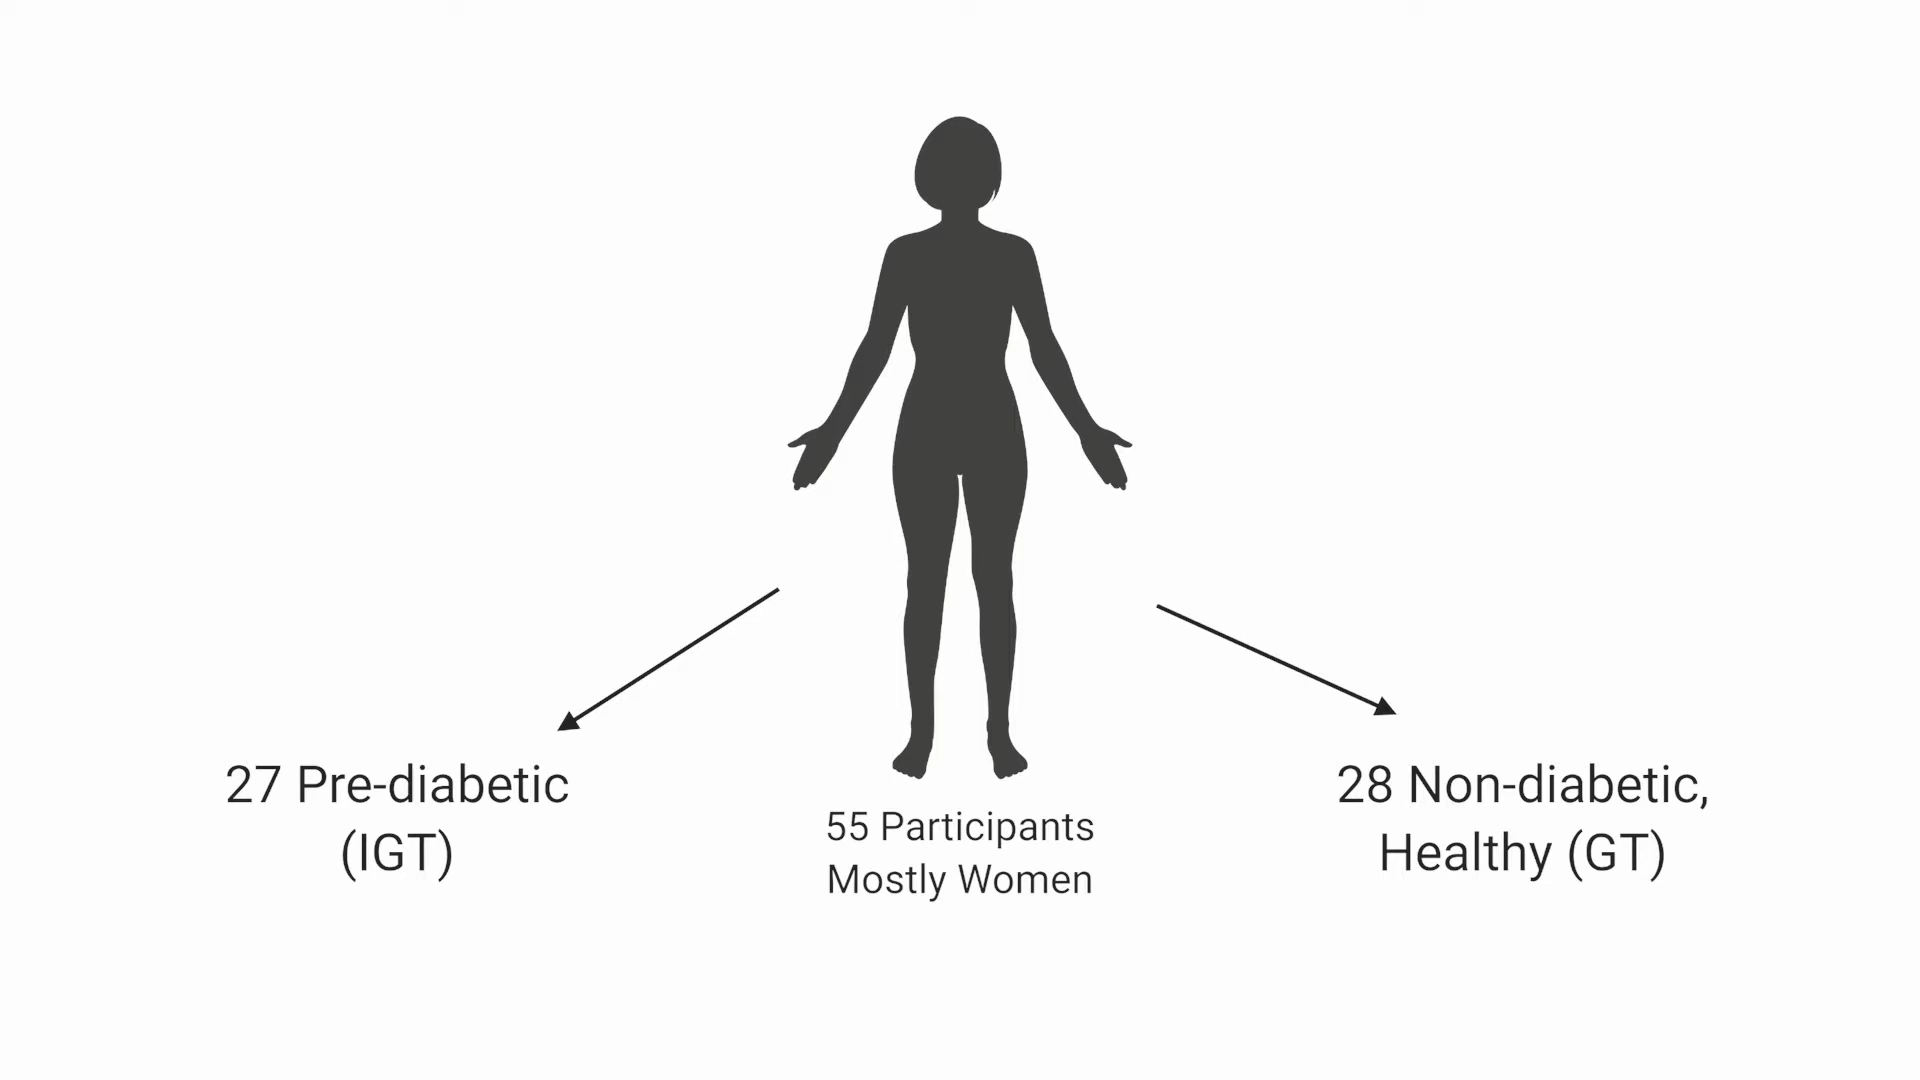 27 Pre-diabetic
(IGT)
55 Participants
Mostly Women
28 Non-diabetic,
Healthy (GT)